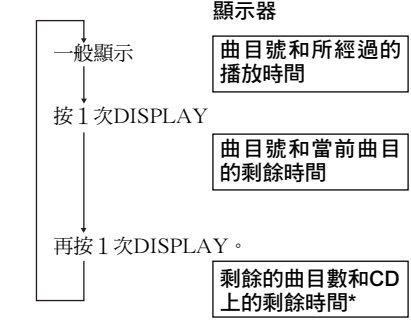 顯示器
一般顯示
曲目號和所經過的
播放時間
按１次DISPLAY
曲目號和當前曲目
的剩餘時間
再按１次DISPLAY。
剩餘的曲目數和CD
上的剩餘時間*